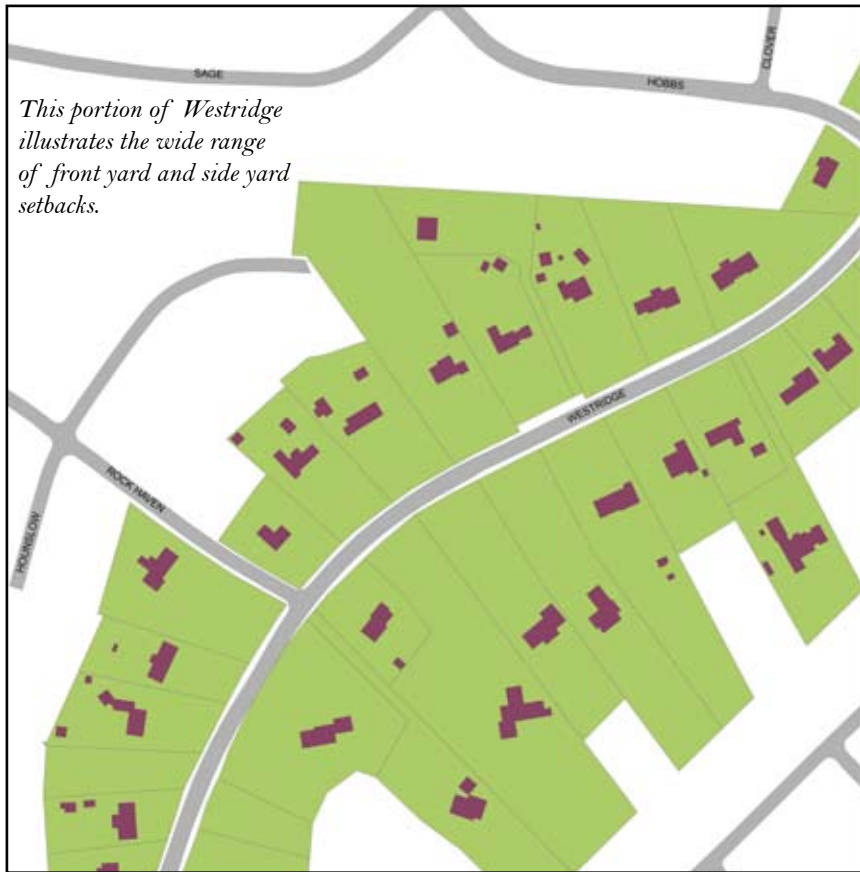 SAGE
HOBBS
CLOVER
This portion of Westridge
illustrates the wide range
of front yard and side yard
setbacks.
WESTRIDGE
ROCK HAVEN
HOUNSLOW